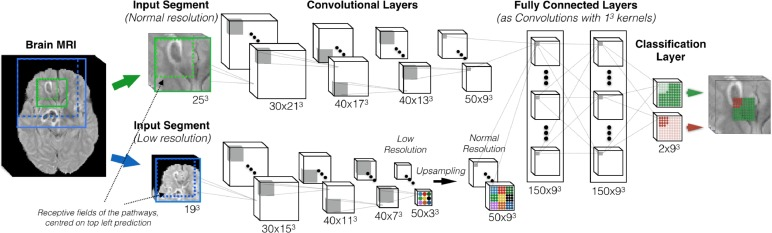 Brain MRI
Input Segment
(Normal resolution)
25³
Convolutional Layers
30x21³
40x17³
40x13³
50x9³
Fully Connected Layers
(as Convolutions with 1³ kernels)
Classification
Layer
Input Segment
(Low resolution)
19³
30x15³
40x11³
40x7³
Low
Resolution
50x3³
Upsampling
Normal
Resolution
50x9³
150x9³
150x9³
2x9³
Receptive fields of the pathways,
centred on top left prediction